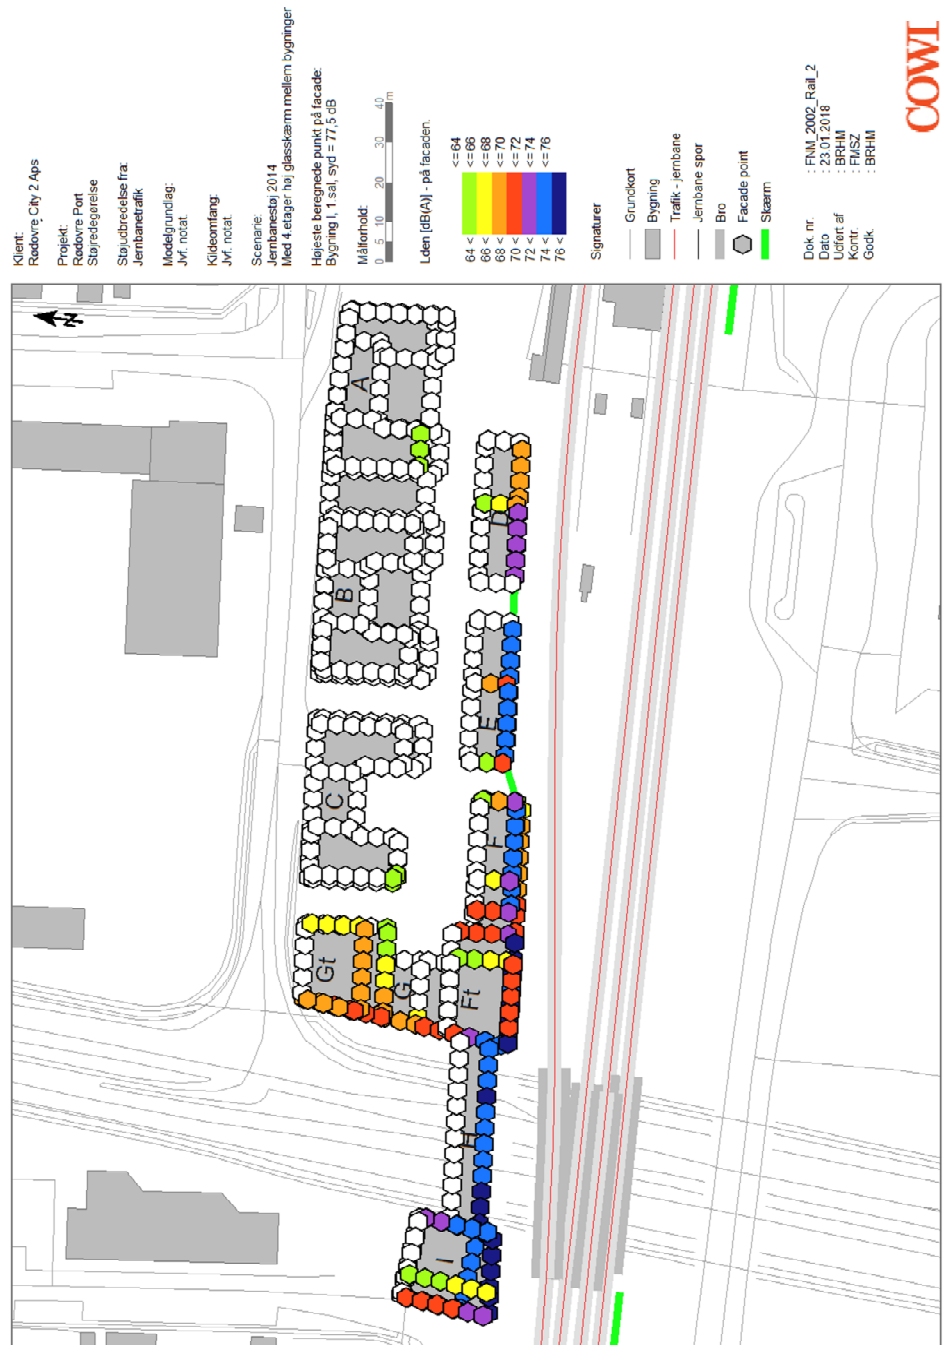 Klient:
Rødovre City 2 Aps
Projekt:
Rødovre Port
Støjredegørelse
Støjudbredelse fra:
Jernbanetrafik
Modelgrundlag:
Jvf. notat.
Kildeomfang:
Jvf. notat.
Scenarie:
Jernbanestøj 2014
Med 4 etager høj glasskærm mellem bygninger
Højeste beregnede punkt på facade:
Bygning I, 1.sal, syd = 77,5 dB
Målforhold:
0 5 10 20 30 40 m
Lden [dB(A)] - på facaden.
<=64
64 < <=66
66 < <=68
68 < <=70
70 < <=72
72 < <=74
74 < <=76
76 <
Signaturer
Grundkort
Bygning
Trafik - jernbane
Jernbane spor
Bro
Facade point
Skærm
Dok. nr. : FNM_2002_Rail_2
Dato : 23.01.2018
Udført af : BRHM
Kontr. : FMSZ
Godk. : BRHM
COWI
N
A
B
C
D
E
F
Gt
G
Ft
H
I